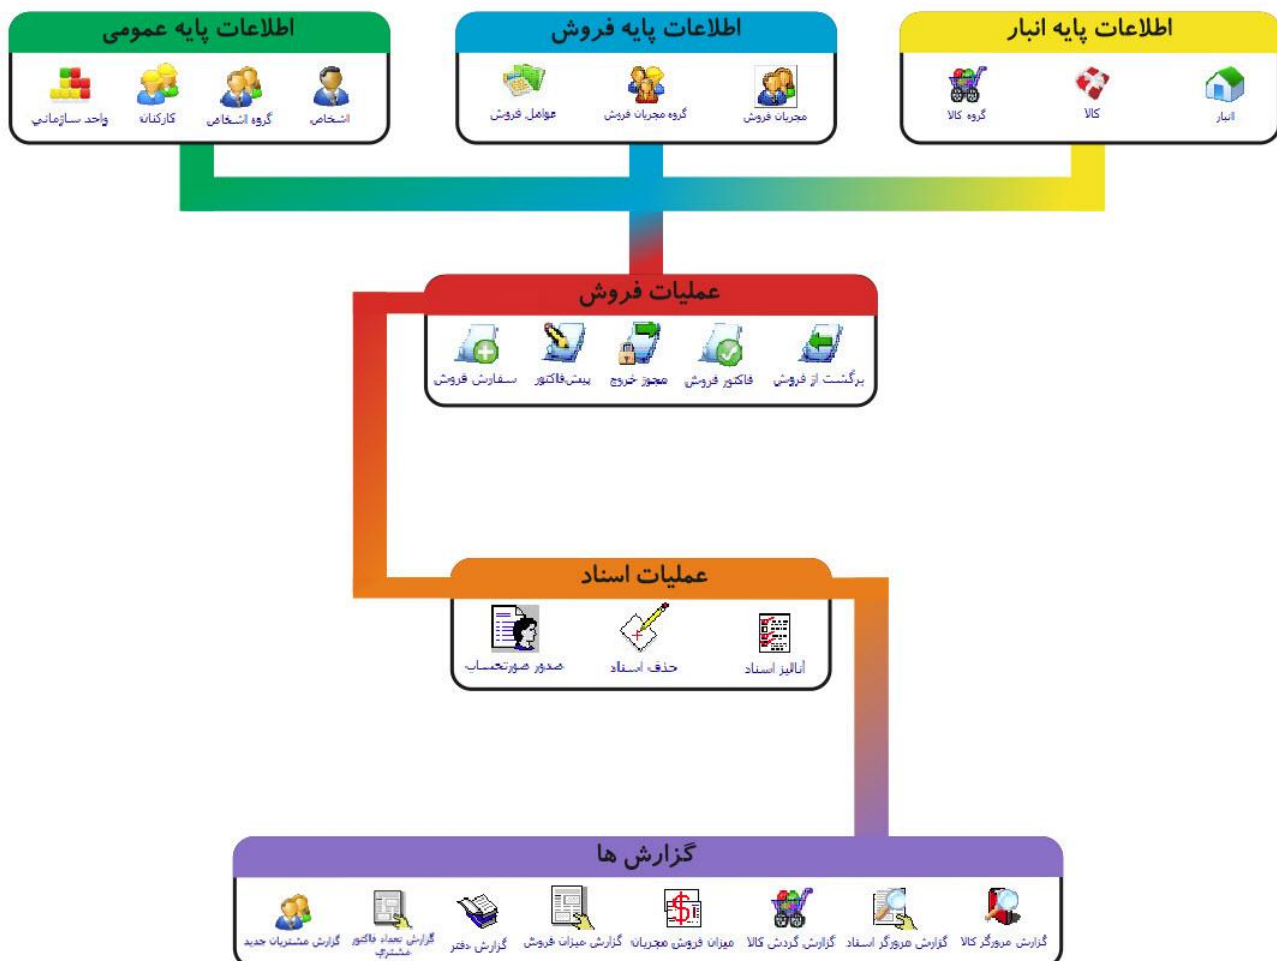 اطلاعات پایه انبار
انبار
کالا
گروه کالا
اطلاعات پایه فروش
مجریان فروش
گروه مجریان فروش
عوامل فروش
اطلاعات پایه عمومی
اشخاص
گروه اشخاص
کارکنان
واحد سازماني
عملیات فروش
برگشت از فروش
فاکتور فروش
مجوز خروج
پیش‌فاکتور
سفارش فروش
عملیات اسناد
آنالیز اسناد
حذف اسناد
صدور صورتحساب
گزارش ها
گزارش مرورگر کالا
گزارش مرورگر اسناد
گزارش گردش کالا
میزان فروش مجریان
گزارش میزان فروش
گزارش دفتر
گزارش تعداد فاکتور
مشتري
گزارش مشتریان جدید